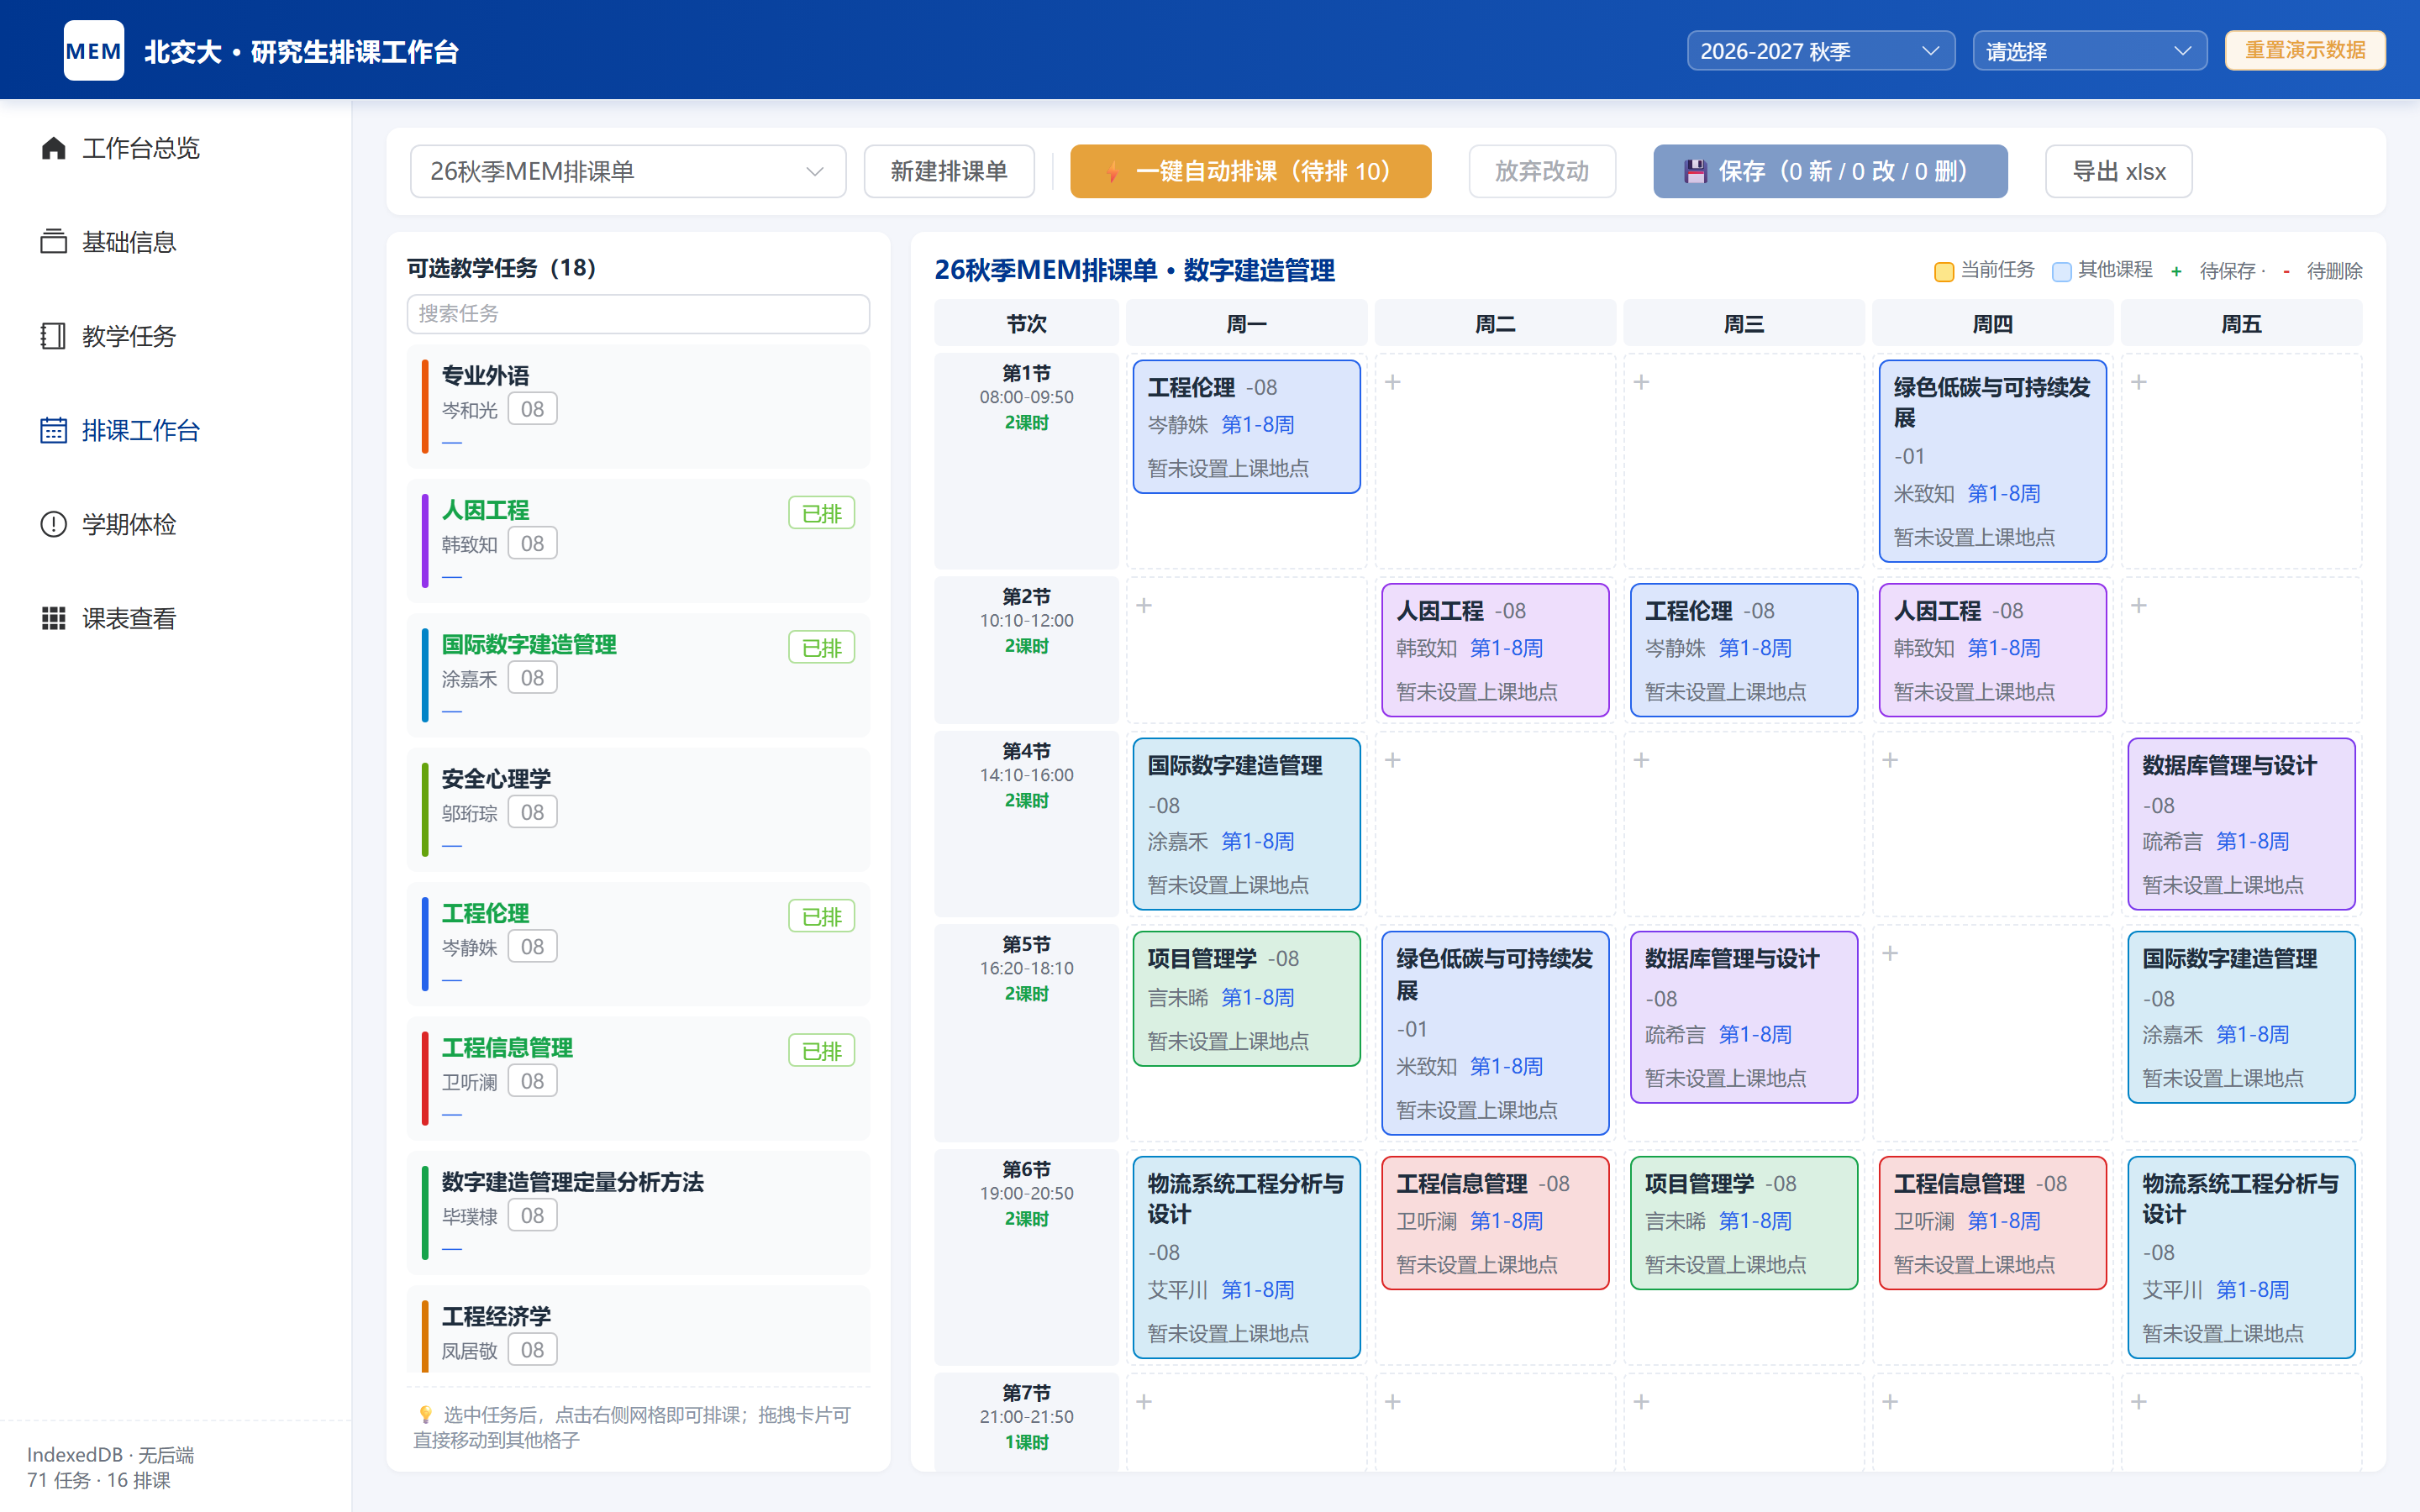 MEM 北交大 • 研究生排课工作台
2026-2027 秋季
请选择
重置演示数据
工作台总览
基础信息
教学任务
排课工作台
学期体检
课表查看
IndexedDB · 无后端
71 任务 · 16 排课
26秋季MEM排课单
新建排课单
一键自动排课（待排 10）
放弃改动
保存（0 新 / 0 改 / 0 删）
导出 xlsx
可选教学任务（18）
搜索任务
专业外语
岑和光 08
—
人因工程 已排
韩致知 08
—
国际数字建造管理 已排
涂嘉禾 08
—
安全心理学
邬珩琮 08
—
工程伦理 已排
岑静姝 08
—
工程信息管理 已排
卫听澜 08
—
数字建造管理定量分析方法
毕璞棣 08
—
工程经济学
凤居敬 08
选中任务后，点击右侧网格即可排课；拖拽卡片可
直接移动到其他格子
26秋季MEM排课单 • 数字建造管理
当前任务 其他课程 + 待保存 · - 待删除
节次 周一 周二 周三 周四 周五
第1节
08:00-09:50
2课时
工程伦理 -08
岑静姝 第1-8周
暂未设置上课地点
+
+
绿色低碳与可持续发
展
-01
米致知 第1-8周
暂未设置上课地点
+
第2节
10:10-12:00
2课时
+
人因工程 -08
韩致知 第1-8周
暂未设置上课地点
工程伦理 -08
岑静姝 第1-8周
暂未设置上课地点
人因工程 -08
韩致知 第1-8周
暂未设置上课地点
+
第4节
14:10-16:00
2课时
国际数字建造管理
-08
涂嘉禾 第1-8周
暂未设置上课地点
+
+
+
数据库管理与设计
-08
疏希言 第1-8周
暂未设置上课地点
第5节
16:20-18:10
2课时
项目管理学 -08
言未晞 第1-8周
暂未设置上课地点
绿色低碳与可持续发
展
-01
米致知 第1-8周
暂未设置上课地点
数据库管理与设计
-08
疏希言 第1-8周
暂未设置上课地点
+
国际数字建造管理
-08
涂嘉禾 第1-8周
暂未设置上课地点
第6节
19:00-20:50
2课时
物流系统工程分析与
设计
-08
艾平川 第1-8周
暂未设置上课地点
工程信息管理 -08
卫听澜 第1-8周
暂未设置上课地点
项目管理学 -08
言未晞 第1-8周
暂未设置上课地点
工程信息管理 -08
卫听澜 第1-8周
暂未设置上课地点
物流系统工程分析与
设计
-08
艾平川 第1-8周
暂未设置上课地点
第7节
21:00-21:50
1课时
+
+
+
+
+